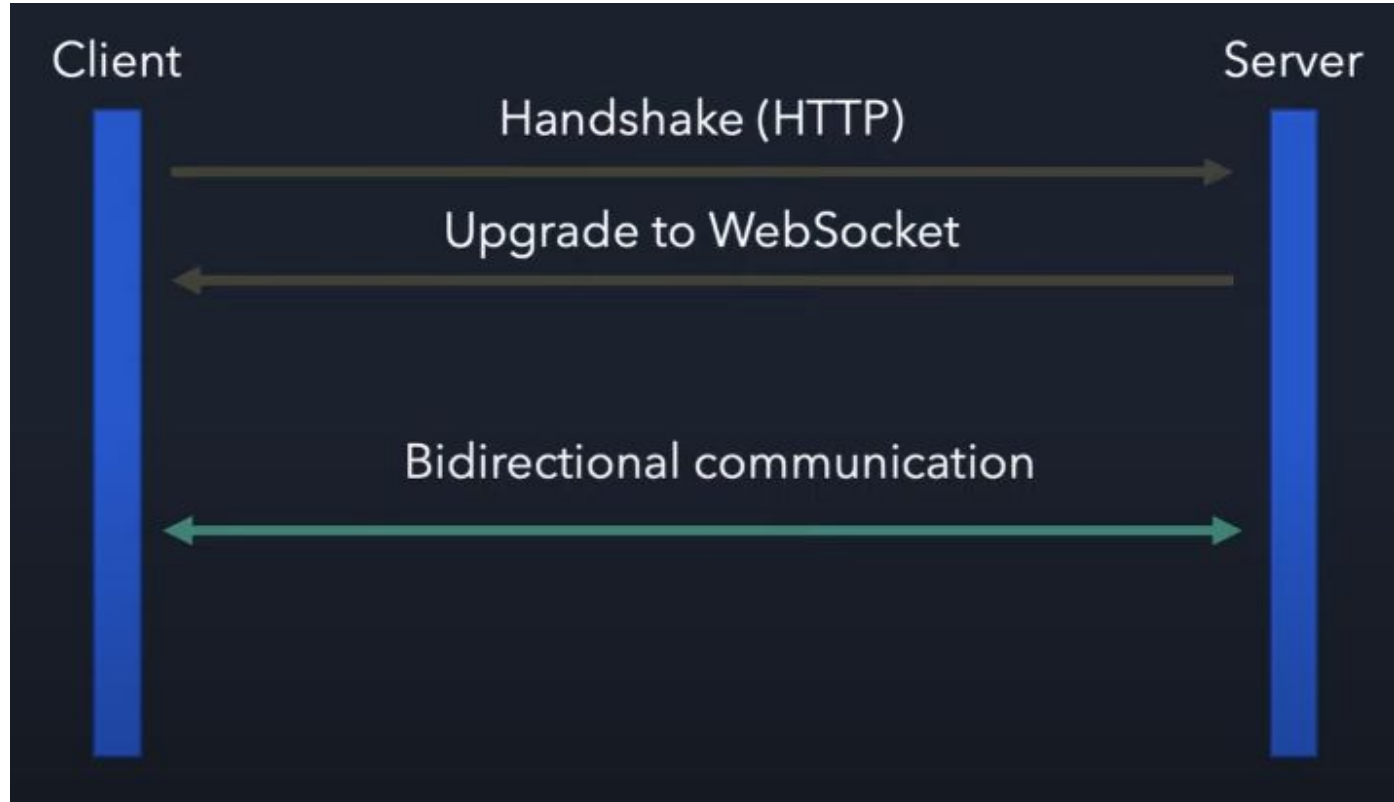 Client
Server
Handshake (HTTP)
Upgrade to WebSocket
Bidirectional communication